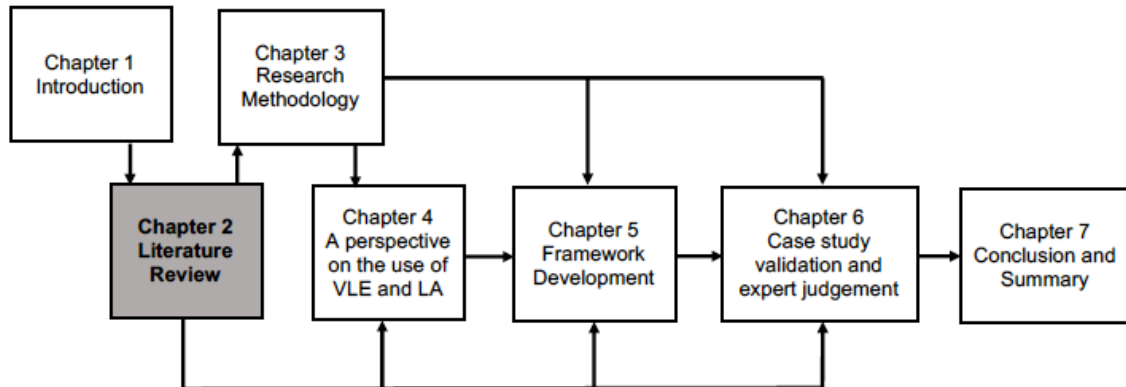 Chapter 1
Introduction
Chapter 2
Literature
Review
Chapter 3
Research
Methodology
Chapter 4
A perspective
on the use of
VLE and LA
Chapter 5
Framework
Development
Chapter 6
Case study
validation and
expert judgement
Chapter 7
Conclusion and
Summary